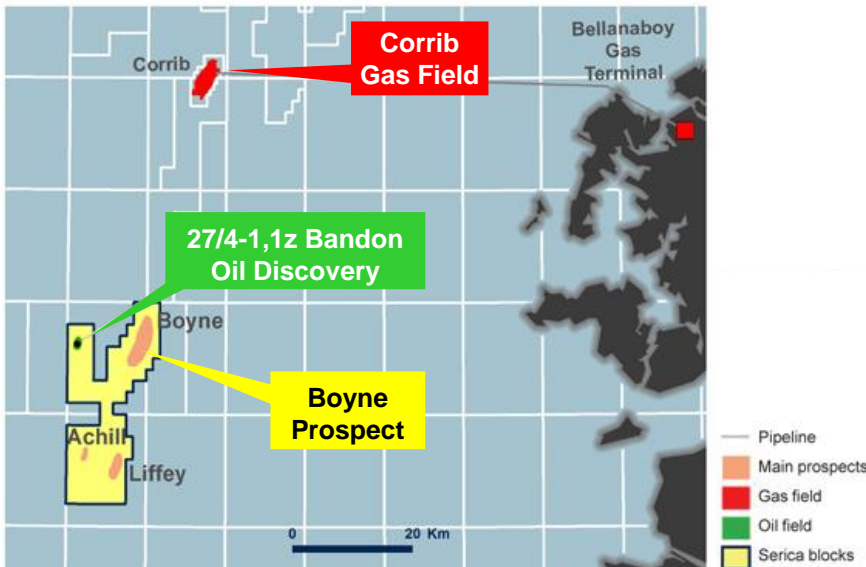 Corrib
Corrib
Gas Field
Bellanaboy
Gas
Terminal
27/4-1,1z Bandon
Oil Discovery
Boyne
Boyne
Prospect
Achill
Liffey
0 20 Km
Pipeline
Main prospects
Gas field
Oil field
Serica blocks